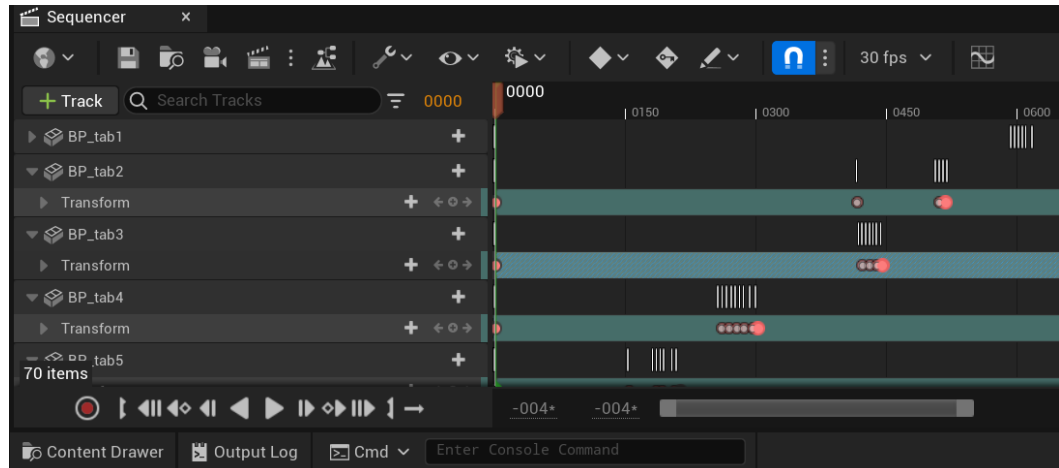 Sequencer
30 fps
Track Search Tracks 0000 0000
0150 0300 0450 0600
BP_tab1
BP_tab2
Transform
BP_tab3
Transform
BP_tab4
Transform
BP_tab5
70 items
-004* -004*
Content Drawer Output Log Cmd Enter Console Command